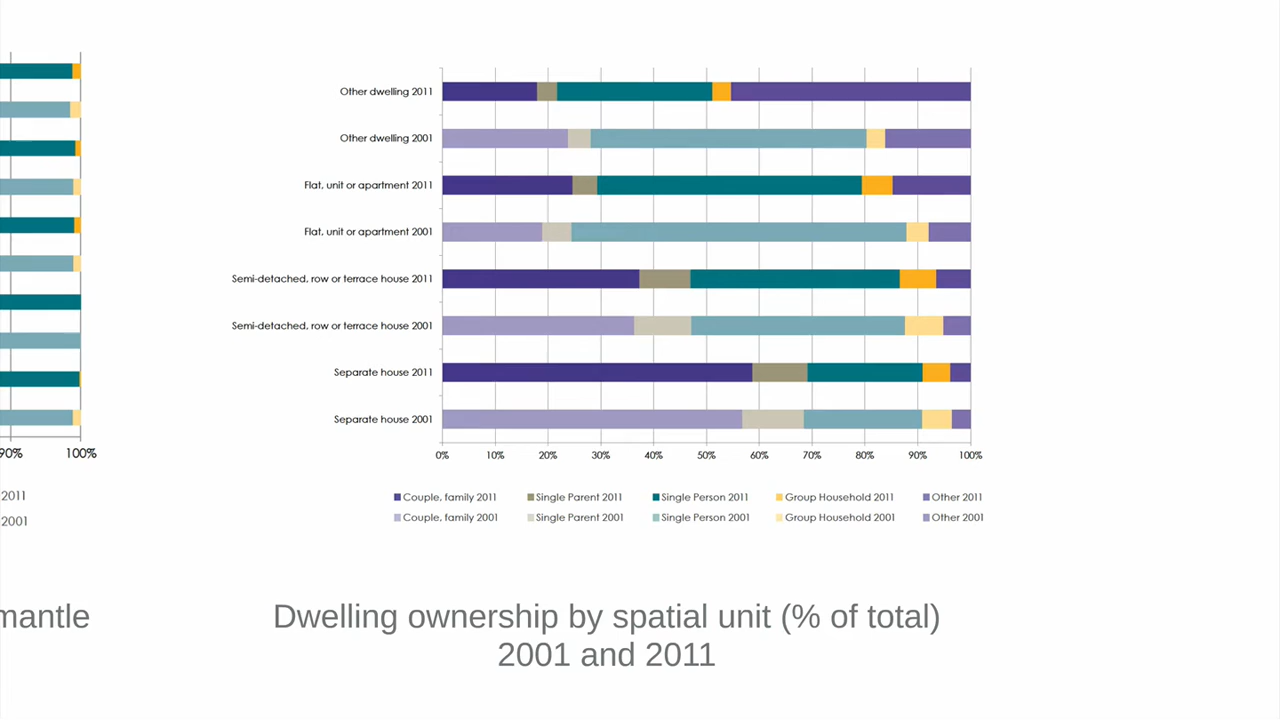 Other dwelling 2011
Other dwelling 2001
Flat, unit or apartment 2011
Flat, unit or apartment 2001
Semi-detached, row or terrace house 2011
Semi-detached, row or terrace house 2001
Separate house 2011
Separate house 2001
0% 10% 20% 30% 40% 50% 60% 70% 80% 90% 100%
90% 100%
Couple, family 2011 Single Parent 2011 Single Person 2011 Group Household 2011 Other 2011
2011
Couple, family 2001 Single Parent 2001 Single Person 2001 Group Household 2001 Other 2001
2001
mantle
Dwelling ownership by spatial unit (% of total)
2001 and 2011